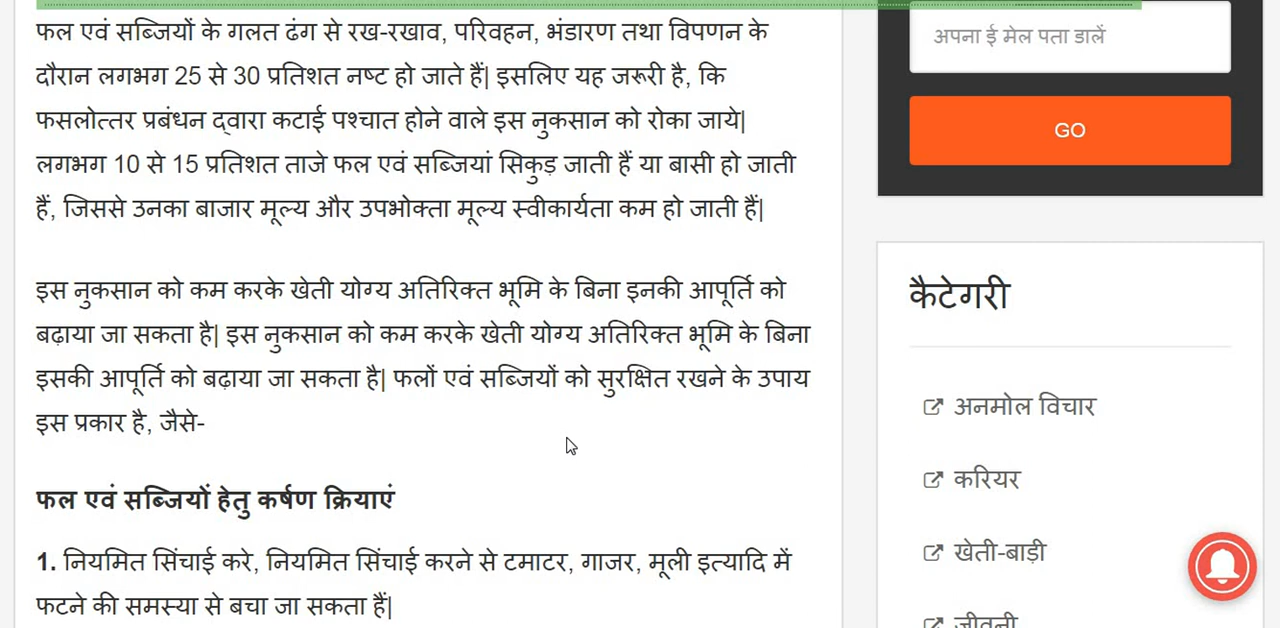 फल एवं सब्जियों के गलत ढंग से रख-रखाव, परिवहन, भंडारण तथा विपणन के
दौरान लगभग 25 से 30 प्रतिशत नष्ट हो जाते हैं| इसलिए यह जरूरी है, कि
फसलोत्तर प्रबंधन द्वारा कटाई पश्चात होने वाले इस नुकसान को रोका जाये|
लगभग 10 से 15 प्रतिशत ताजे फल एवं सब्जियां सिकुड़ जाती हैं या बासी हो जाती
हैं, जिससे उनका बाजार मूल्य और उपभोक्ता मूल्य स्वीकार्यता कम हो जाती हैं|
इस नुकसान को कम करके खेती योग्य अतिरिक्त भूमि के बिना इनकी आपूर्ति को
बढ़ाया जा सकता है| इस नुकसान को कम करके खेती योग्य अतिरिक्त भूमि के बिना
इसकी आपूर्ति को बढ़ाया जा सकता है| फलों एवं सब्जियों को सुरक्षित रखने के उपाय
इस प्रकार है, जैसे-
फल एवं सब्जियों हेतु कर्षण क्रियाएं
1. नियमित सिंचाई करे, नियमित सिंचाई करने से टमाटर, गाजर, मूली इत्यादि में
फटने की समस्या से बचा जा सकता हैं|
अपना ई मेल पता डालें
GO
कैटेगरी
अनमोल विचार
करियर
खेती-बाड़ी
जीवनी